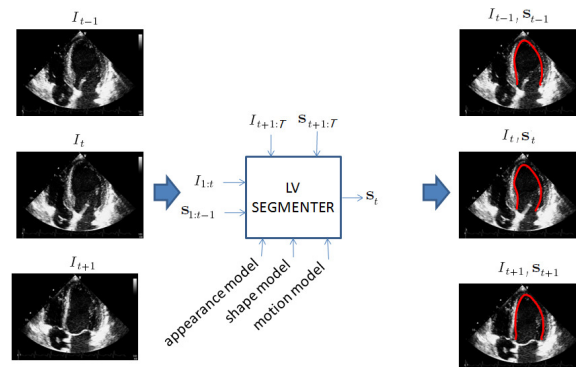 I_{t−1}
I_t
I_{t+1}
I_{t+1:T}
s_{t+1:T}
I_{1:t}
s_{1:t−1}
LV
SEGMENTER
s_t
appearance model
shape model
motion model
I_{t−1}, s_{t−1}
I_t, s_t
I_{t+1}, s_{t+1}